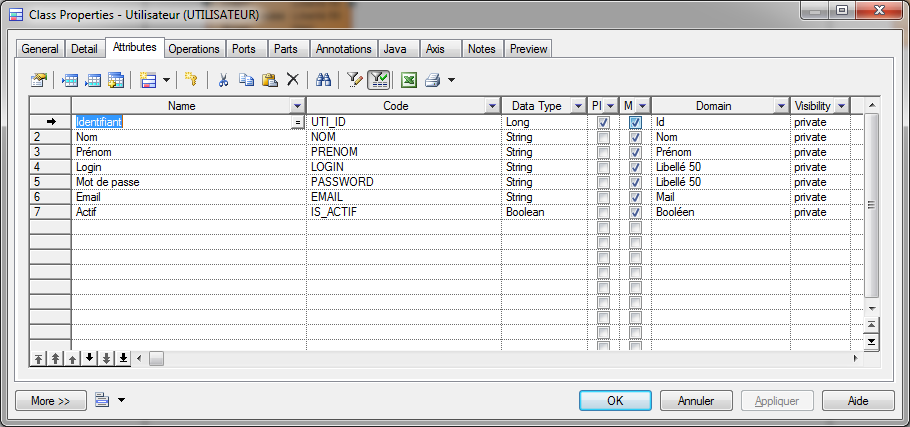 Class Properties - Utilisateur (UTILISATEUR)
General Detail Attributes Operations Ports Parts Annotations Java Axis Notes Preview
Name Code Data Type PI M Domain Visibility
Identifiant = UTI_ID Long Id private
2 Nom NOM String Nom private
3 Prénom PRENOM String Prénom private
4 Login LOGIN String Libellé 50 private
5 Mot de passe PASSWORD String Libellé 50 private
6 Email EMAIL String Mail private
7 Actif IS_ACTIF Boolean Booléen private
More >> OK Annuler Appliquer Aide